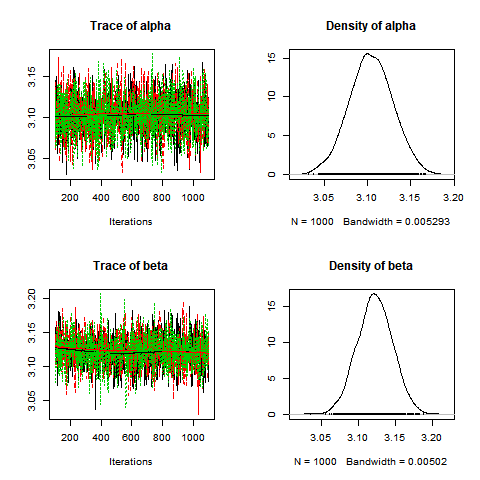 Trace of alpha
3.05 3.10 3.15
200 400 600 800 1000
Iterations
Density of alpha
0 5 10 15
3.05 3.10 3.15 3.20
N = 1000 Bandwidth = 0.005293
Trace of beta
3.05 3.10 3.15 3.20
200 400 600 800 1000
Iterations
Density of beta
0 5 10 15
3.05 3.10 3.15 3.20
N = 1000 Bandwidth = 0.00502